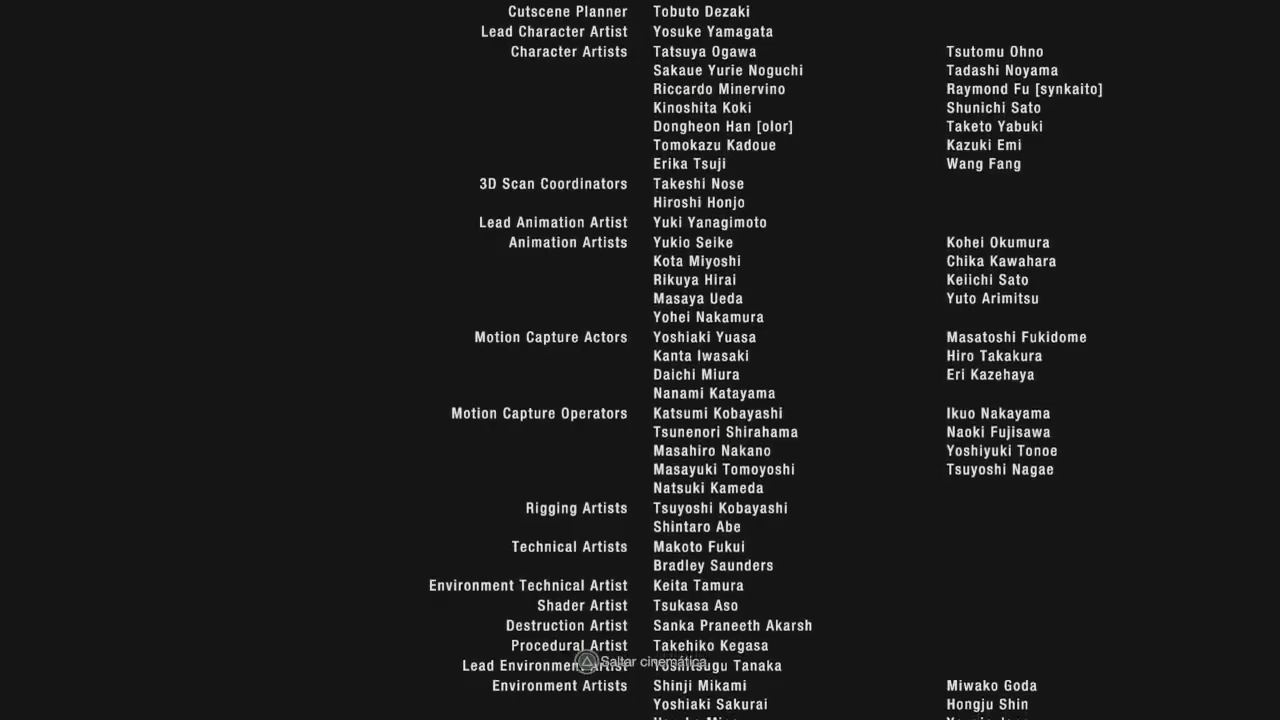 Cutscene Planner Tobuto Dezaki
Lead Character Artist Yosuke Yamagata
Character Artists Tatsuya Ogawa Tsutomu Ohno
Sakaue Yurie Noguchi Tadashi Noyama
Riccardo Minervino Raymond Fu [synkaito]
Kinoshita Koki Shunichi Sato
Dongheon Han [olor] Taketo Yabuki
Tomokazu Kadoue Kazuki Emi
Erika Tsuji Wang Fang
3D Scan Coordinators Takeshi Nose
Hiroshi Honjo
Lead Animation Artist Yuki Yanagimoto
Animation Artists Yukio Seike Kohei Okumura
Kota Miyoshi Chika Kawahara
Rikuya Hirai Keiichi Sato
Masaya Ueda Yuto Arimitsu
Yohei Nakamura
Motion Capture Actors Yoshiaki Yuasa Masatoshi Fukidome
Kanta Iwasaki Hiro Takakura
Daichi Miura Eri Kazehaya
Nanami Katayama
Motion Capture Operators Katsumi Kobayashi Ikuo Nakayama
Tsunenori Shirahama Naoki Fujisawa
Masahiro Nakano Yoshiyuki Tonoe
Masayuki Tomoyoshi Tsuyoshi Nagae
Natsuki Kameda
Rigging Artists Tsuyoshi Kobayashi
Shintaro Abe
Technical Artists Makoto Fukui
Bradley Saunders
Environment Technical Artist Keita Tamura
Shader Artist Tsukasa Aso
Destruction Artist Sanka Praneeth Akarsh
Procedural Artist Takehiko Kegasa
Saltar cinemática
Lead Environment Artist Yoshitsugu Tanaka
Environment Artists Shinji Mikami Miwako Goda
Yoshiaki Sakurai Hongju Shin